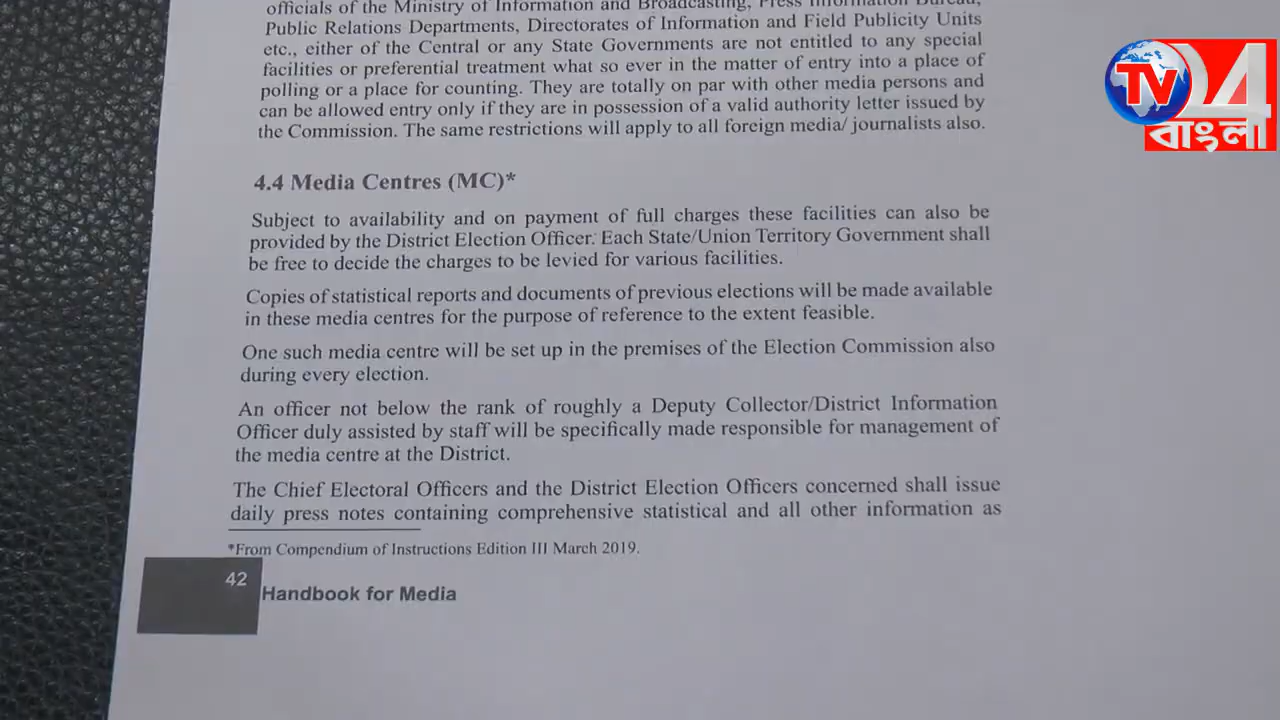 officials of the Ministry of Information and Broadcasting, Press Information Bureau,
Public Relations Departments, Directorates of Information and Field Publicity Units
etc., either of the Central or any State Governments are not entitled to any special
facilities or preferential treatment what so ever in the matter of entry into a place of
polling or a place for counting. They are totally on par with other media persons and
can be allowed entry only if they are in possession of a valid authority letter issued by
the Commission. The same restrictions will apply to all foreign media/ journalists also.
4.4 Media Centres (MC)*
Subject to availability and on payment of full charges these facilities can also be
provided by the District Election Officer. Each State/Union Territory Government shall
be free to decide the charges to be levied for various facilities.
Copies of statistical reports and documents of previous elections will be made available
in these media centres for the purpose of reference to the extent feasible.
One such media centre will be set up in the premises of the Election Commission also
during every election.
An officer not below the rank of roughly a Deputy Collector/District Information
Officer duly assisted by staff will be specifically made responsible for management of
the media centre at the District.
The Chief Electoral Officers and the District Election Officers concerned shall issue
daily press notes containing comprehensive statistical and all other information as
*From Compendium of Instructions Edition III March 2019.
42
Handbook for Media
TV 24
বাংলা